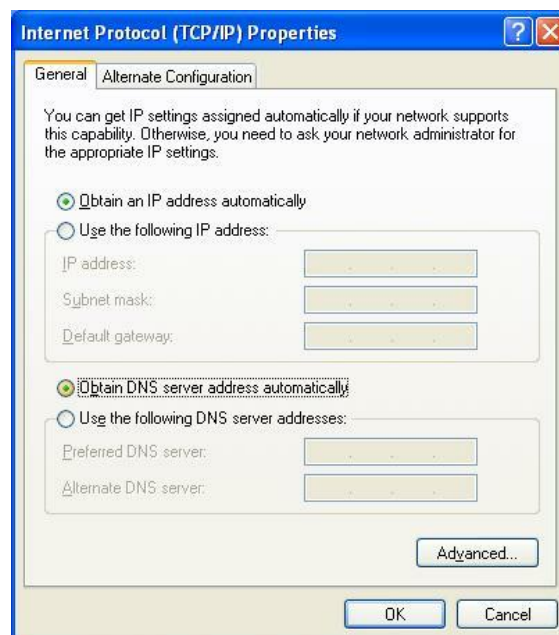 Internet Protocol (TCP/IP) Properties
General Alternate Configuration
You can get IP settings assigned automatically if your network supports
this capability. Otherwise, you need to ask your network administrator for
the appropriate IP settings.
Obtain an IP address automatically
Use the following IP address:
IP address:
Subnet mask:
Default gateway:
Obtain DNS server address automatically
Use the following DNS server addresses:
Preferred DNS server:
Alternate DNS server:
Advanced...
OK Cancel